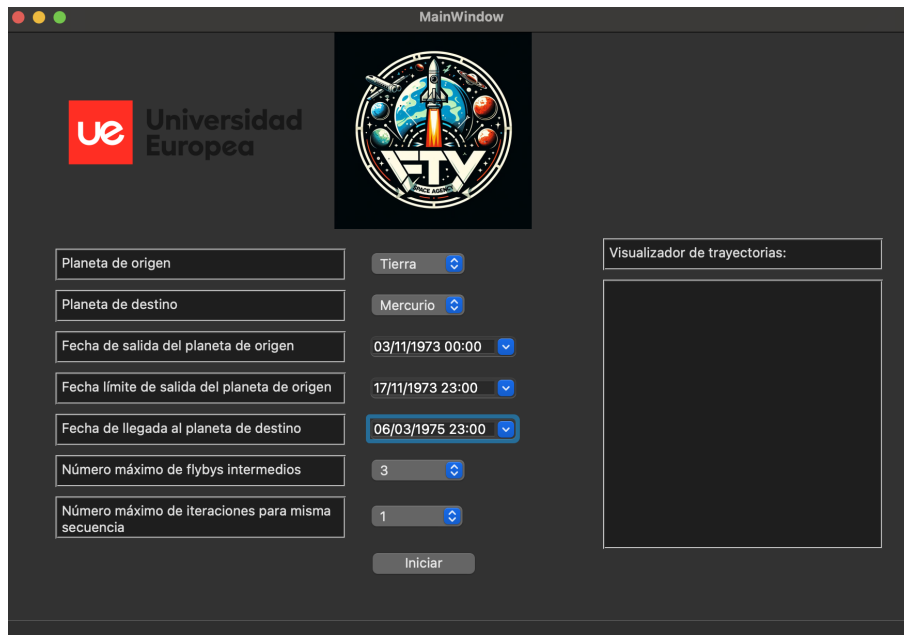 MainWindow
ue Universidad
Europea
FTY
SPACE AGENCY
Planeta de origen
Tierra
Visualizador de trayectorias:
Planeta de destino
Mercurio
Fecha de salida del planeta de origen
03/11/1973 00:00
Fecha límite de salida del planeta de origen
17/11/1973 23:00
Fecha de llegada al planeta de destino
06/03/1975 23:00
Número máximo de flybys intermedios
3
Número máximo de iteraciones para misma
secuencia
1
Iniciar